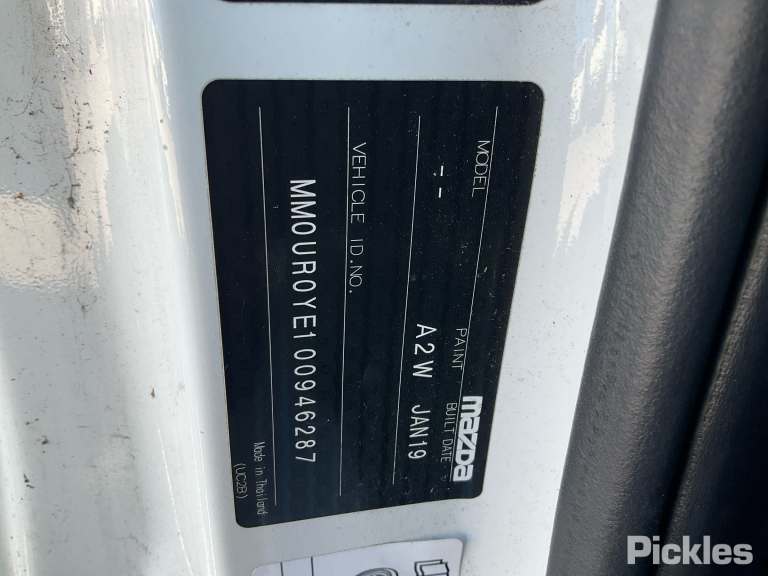 mazda
MODEL PAINT BUILT DATE
-- A2W JAN19
VEHICLE ID.NO.
MM0UR0YE100946287
Made in Thailand
(UC2B)
Pickles